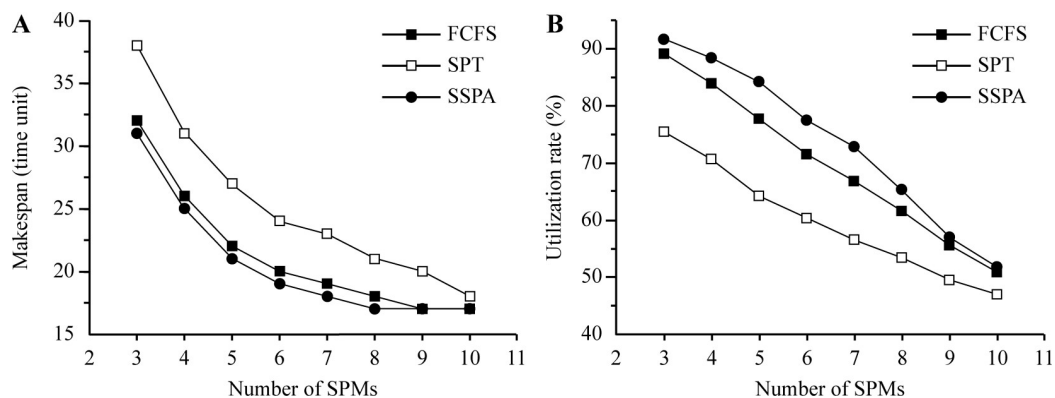 A
40
35
30
25
20
15
Makespan (time unit)
FCFS
SPT
SSPA
2 3 4 5 6 7 8 9 10 11
Number of SPMs
B
90
80
70
60
50
40
Utilization rate (%)
FCFS
SPT
SSPA
2 3 4 5 6 7 8 9 10 11
Number of SPMs